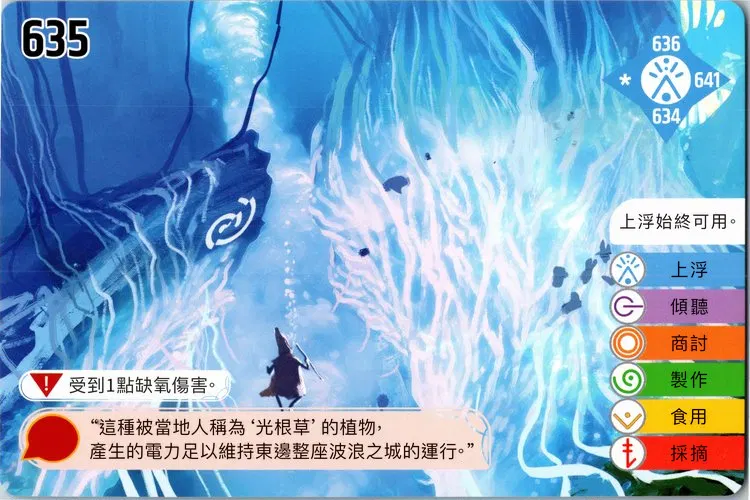 635
636
* 641
634
上浮始終可用。
上浮
傾聽
商討
製作
食用
採摘
! 受到1點缺氧傷害。
“這種被當地人稱為‘光根草’的植物,
產生的電力足以維持東邊整座波浪之城的運行。”